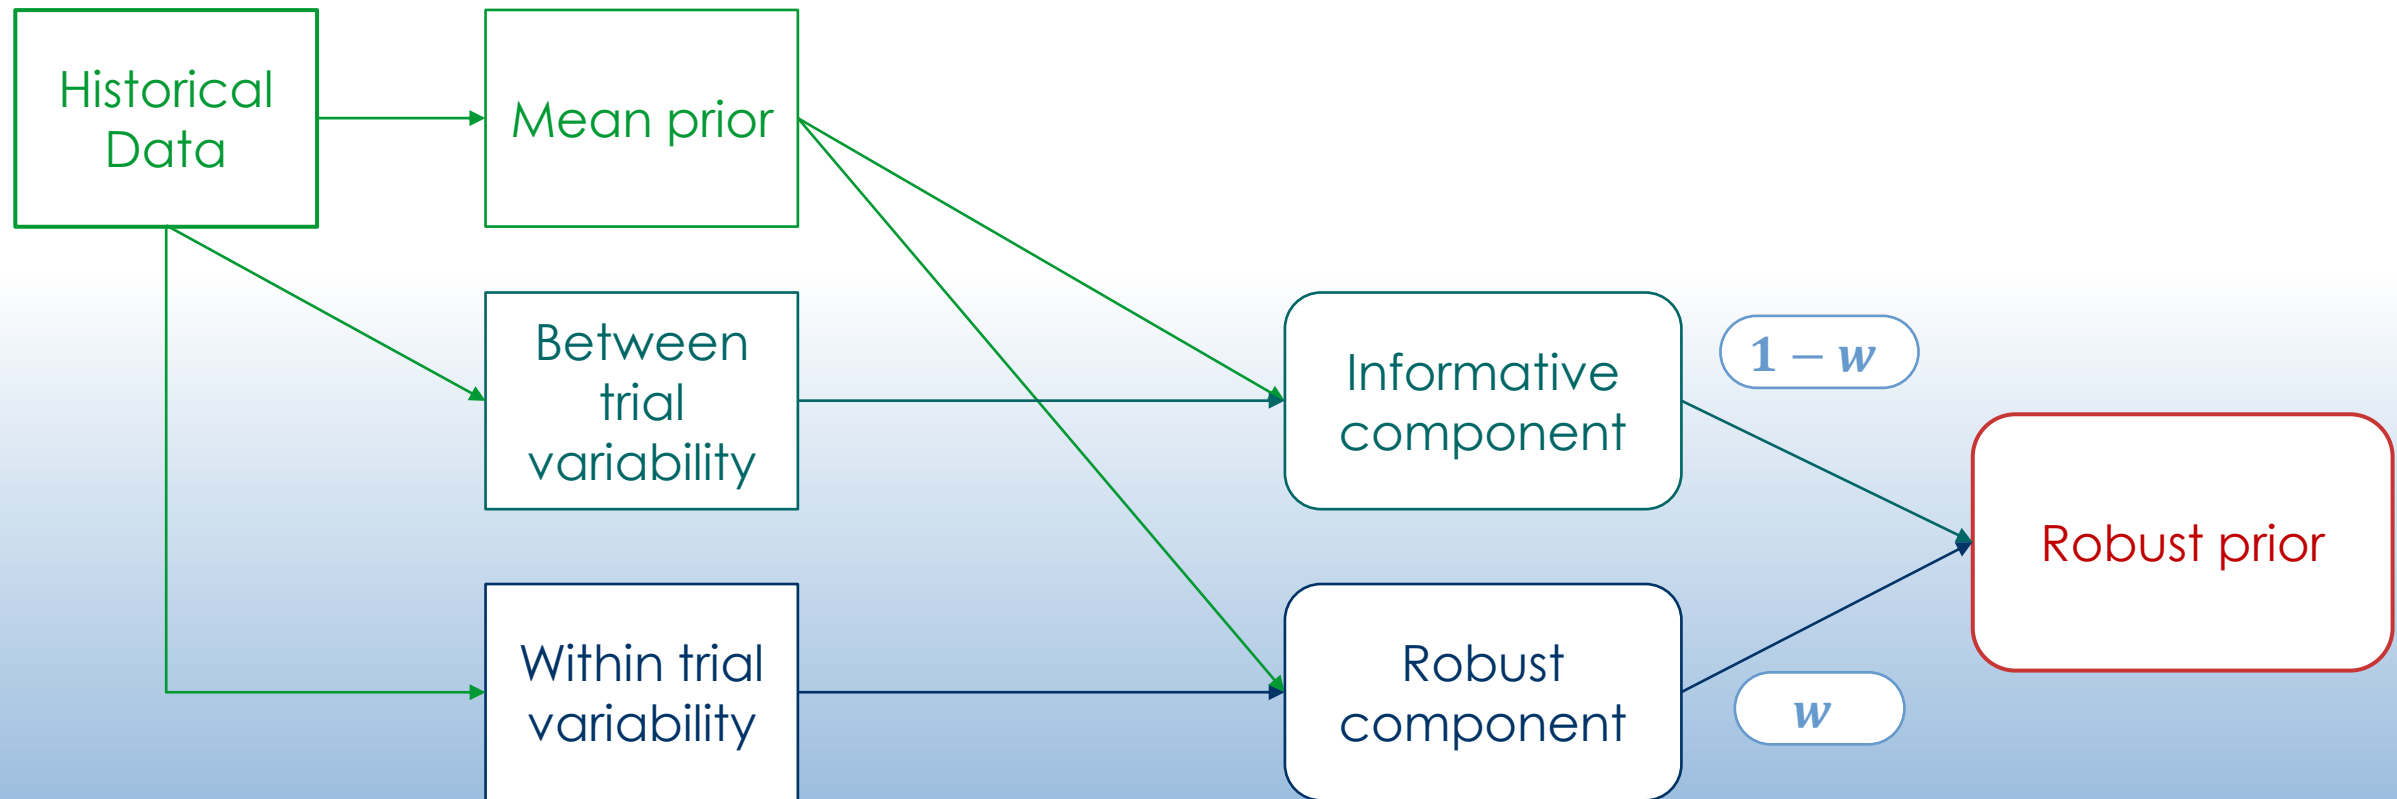 Historical
Data
Mean prior
Between
trial
variability
Informative
component
1 − w
Robust prior
Within trial
variability
Robust
component
w